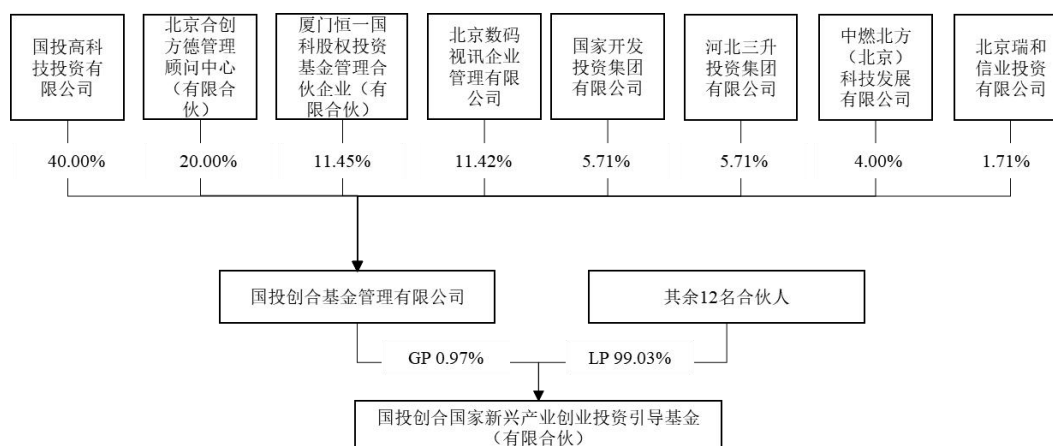 国投高科
技投资有
限公司
北京合创
方德管理
顾问中心
（有限合
伙）
厦门恒一国
科股权投资
基金管理合
伙企业（有
限合伙）
北京数码
视讯企业
管理有限
公司
国家开发
投资集团
有限公司
河北三升
投资集团
有限公司
中燃北方
（北京）
科技发展
有限公司
北京瑞和
信业投资
有限公司
40.00%
20.00%
11.45%
11.42%
5.71%
5.71%
4.00%
1.71%
国投创合基金管理有限公司
其余12名合伙人
GP 0.97%
LP 99.03%
国投创合国家新兴产业创业投资引导基金
（有限合伙）